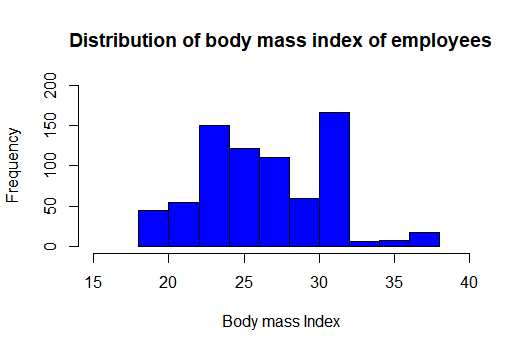 Distribution of body mass index of employees
Frequency
200
150
100
50
0
15 20 25 30 35 40
Body mass Index